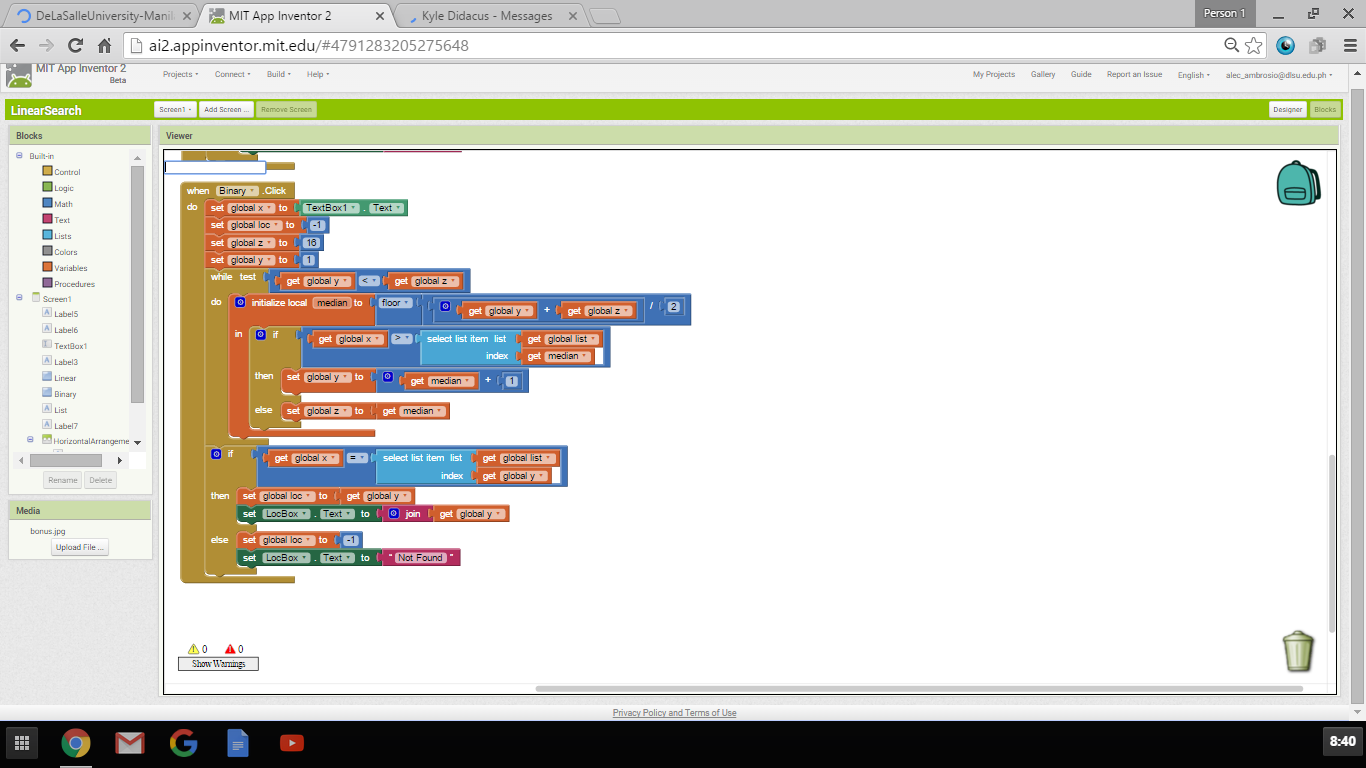 DeLaSalleUniversity-Manil
MIT App Inventor 2
Kyle Didacus - Messages
Person 1
ai2.appinventor.mit.edu/#4791283205275648
MIT App Inventor 2
Beta
Projects
Connect
Build
Help
My Projects
Gallery
Guide
Report an Issue
English
alec_ambrosio@dlsu.edu.ph
LinearSearch
Screen1
Add Screen ...
Remove Screen
Designer
Blocks
Blocks
Built-in
Control
Logic
Math
Text
Lists
Colors
Variables
Procedures
Screen1
Label5
Label6
TextBox1
Label3
Linear
Binary
List
Label7
HorizontalArrangeme
Rename
Delete
Media
bonus.jpg
Upload File ...
Viewer
when Binary .Click
do set global x to TextBox1 . Text
set global loc to -1
set global z to 16
set global y to 1
while test get global y < get global z
do initialize local median to floor get global y + get global z / 2
in if get global x > select list item list get global list
index get median
then set global y to get median + 1
else set global z to get median
if get global x = select list item list get global list
index get global y
then set global loc to get global y
set LocBox . Text to join get global y
else set global loc to -1
set LocBox . Text to " Not Found "
0 0
Show Warnings
Privacy Policy and Terms of Use
8:40